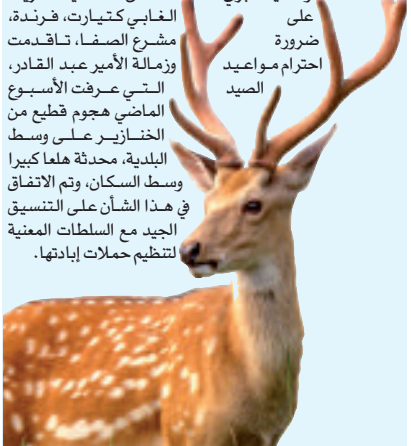 على
ضرورة
احترام مواعيد
الصيد
الغابي كتيارت، فرندة،
مشرع الصفا، تاقدمت
وزمالة الأمير عبد القادر،
التي عرفت الأسبوع
الماضي هجوم قطيع من
الخنازير على وسط
البلدية، محدثة هلعا كبيرا
وسط السكان، وتم الاتفاق
في هذا الشأن على التنسيق
الجيد مع السلطات المعنية
لتنظيم حملات إبادتها.